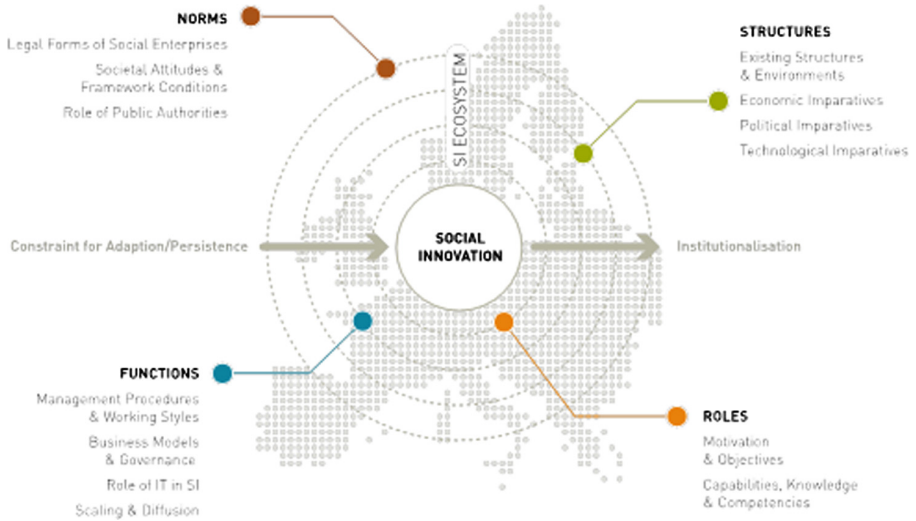 NORMS
Legal Forms of Social Enterprises
Societal Attitudes &
Framework Conditions
Role of Public Authorities
SI ECOSYSTEM
STRUCTURES
Existing Structures
& Environments
Economic Imparatives
Political Imparatives
Technological Imparatives
Constraint for Adaption/Persistence
SOCIAL
INNOVATION
Institutionalisation
FUNCTIONS
Management Procedures
& Working Styles
Business Models
& Governance
Role of IT in SI
Scaling & Diffusion
ROLES
Motivation
& Objectives
Capabilities, Knowledge
& Competencies